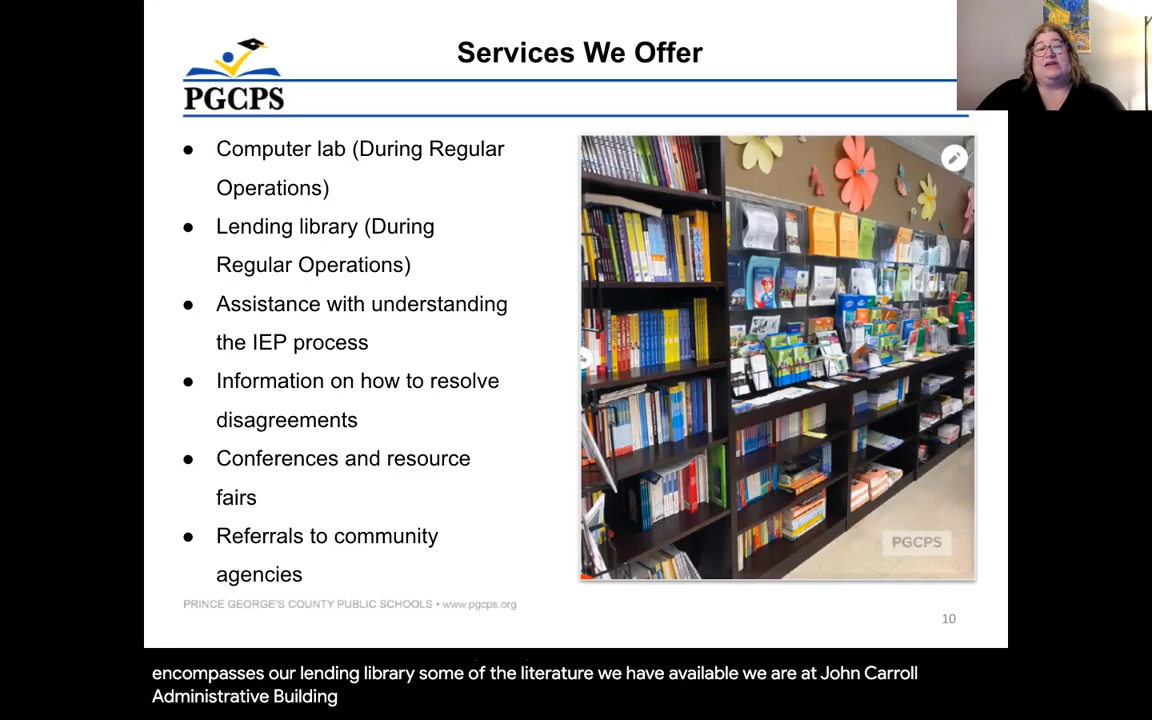 Services We Offer
PGCPS
● Computer lab (During Regular
Operations)
● Lending library (During
Regular Operations)
● Assistance with understanding
the IEP process
● Information on how to resolve
disagreements
● Conferences and resource
fairs
● Referrals to community
agencies
PGCPS
PRINCE GEORGE'S COUNTY PUBLIC SCHOOLS • www.pgcps.org
10
encompasses our lending library some of the literature we have available we are at John Carroll
Administrative Building